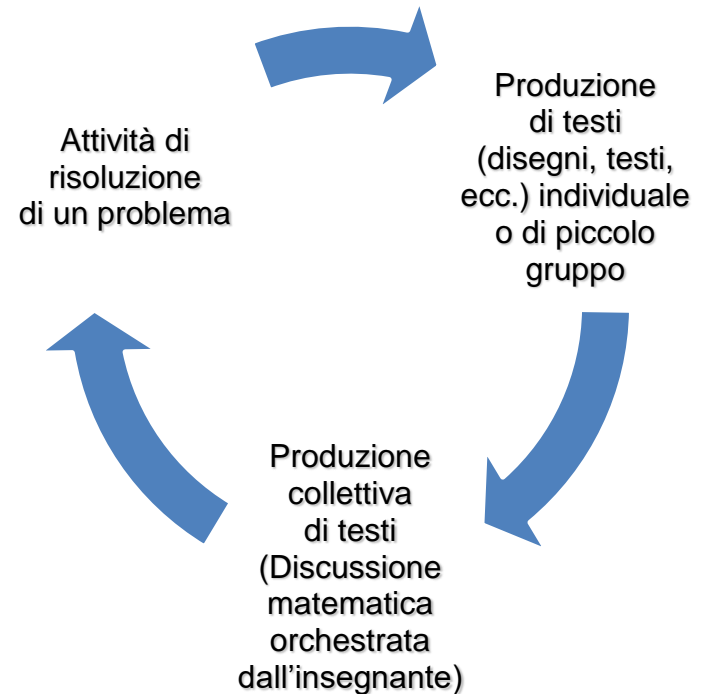 Attività di
risoluzione
di un problema
Produzione
di testi
(disegni, testi,
ecc.) individuale
o di piccolo
gruppo
Produzione
collettiva
di testi
(Discussione
matematica
orchestrata
dall'insegnante)